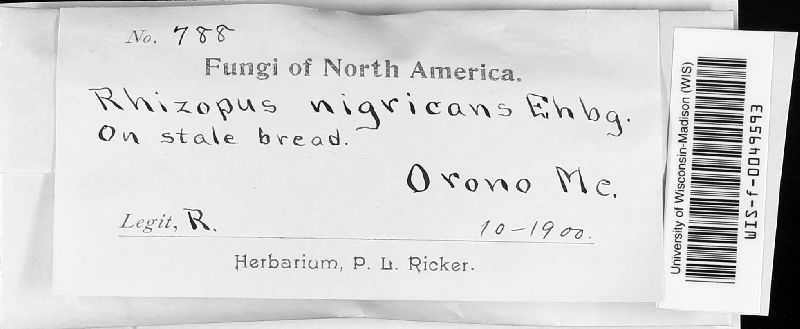 No. 788
Fungi of North America.
Rhizopus nigricans Ehbg.
On stale bread.
Orono Me.
Legit, R.
10-1900.
Herbarium, P. L. Ricker.
University of Wisconsin-Madison (WIS)
WIS-f-0046593